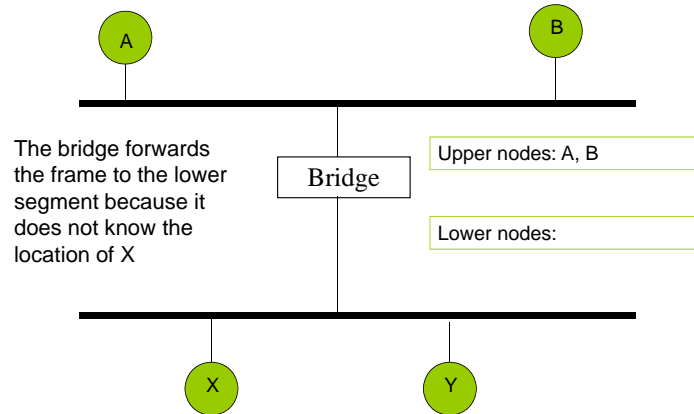 A
B
The bridge forwards
the frame to the lower
segment because it
does not know the
location of X
Bridge
Upper nodes: A, B
Lower nodes:
X
Y